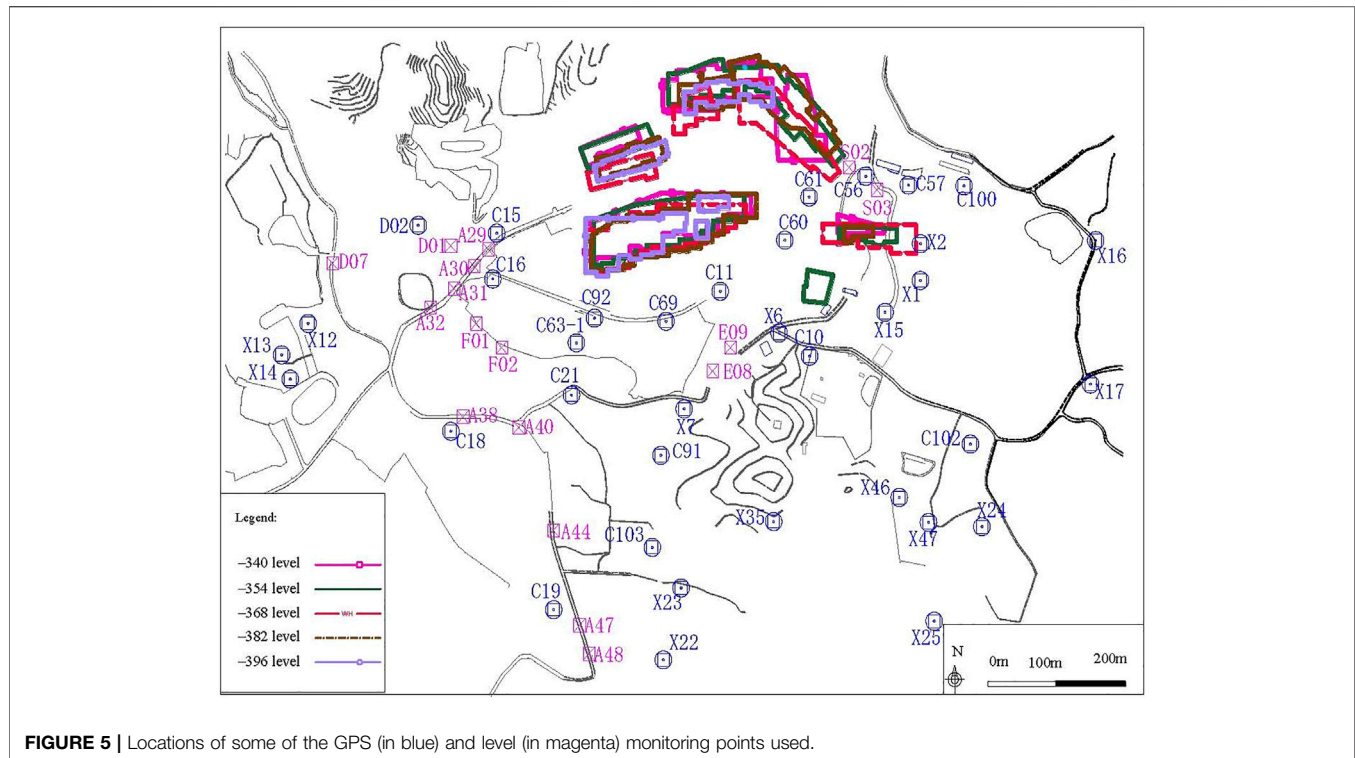 S02
C61
C56
C57
S03
C100
D02
C15
D01
A29
C60
X2
X16
D07
A30
C16
A31
C11
X1
A32
C92
C69
X15
X12
F01
C63-1
X6
X13
F02
E09
C10
X14
E08
C21
X17
A38
A40
X7
C18
C102
C91
X46
X35
X47
X24
Legend:
A44
C103
–340 level
–354 level
C19
X23
–368 level
WH
A47
X25
–382 level
A48
X22
N
–396 level
0m 100m 200m
FIGURE 5 | Locations of some of the GPS (in blue) and level (in magenta) monitoring points used.